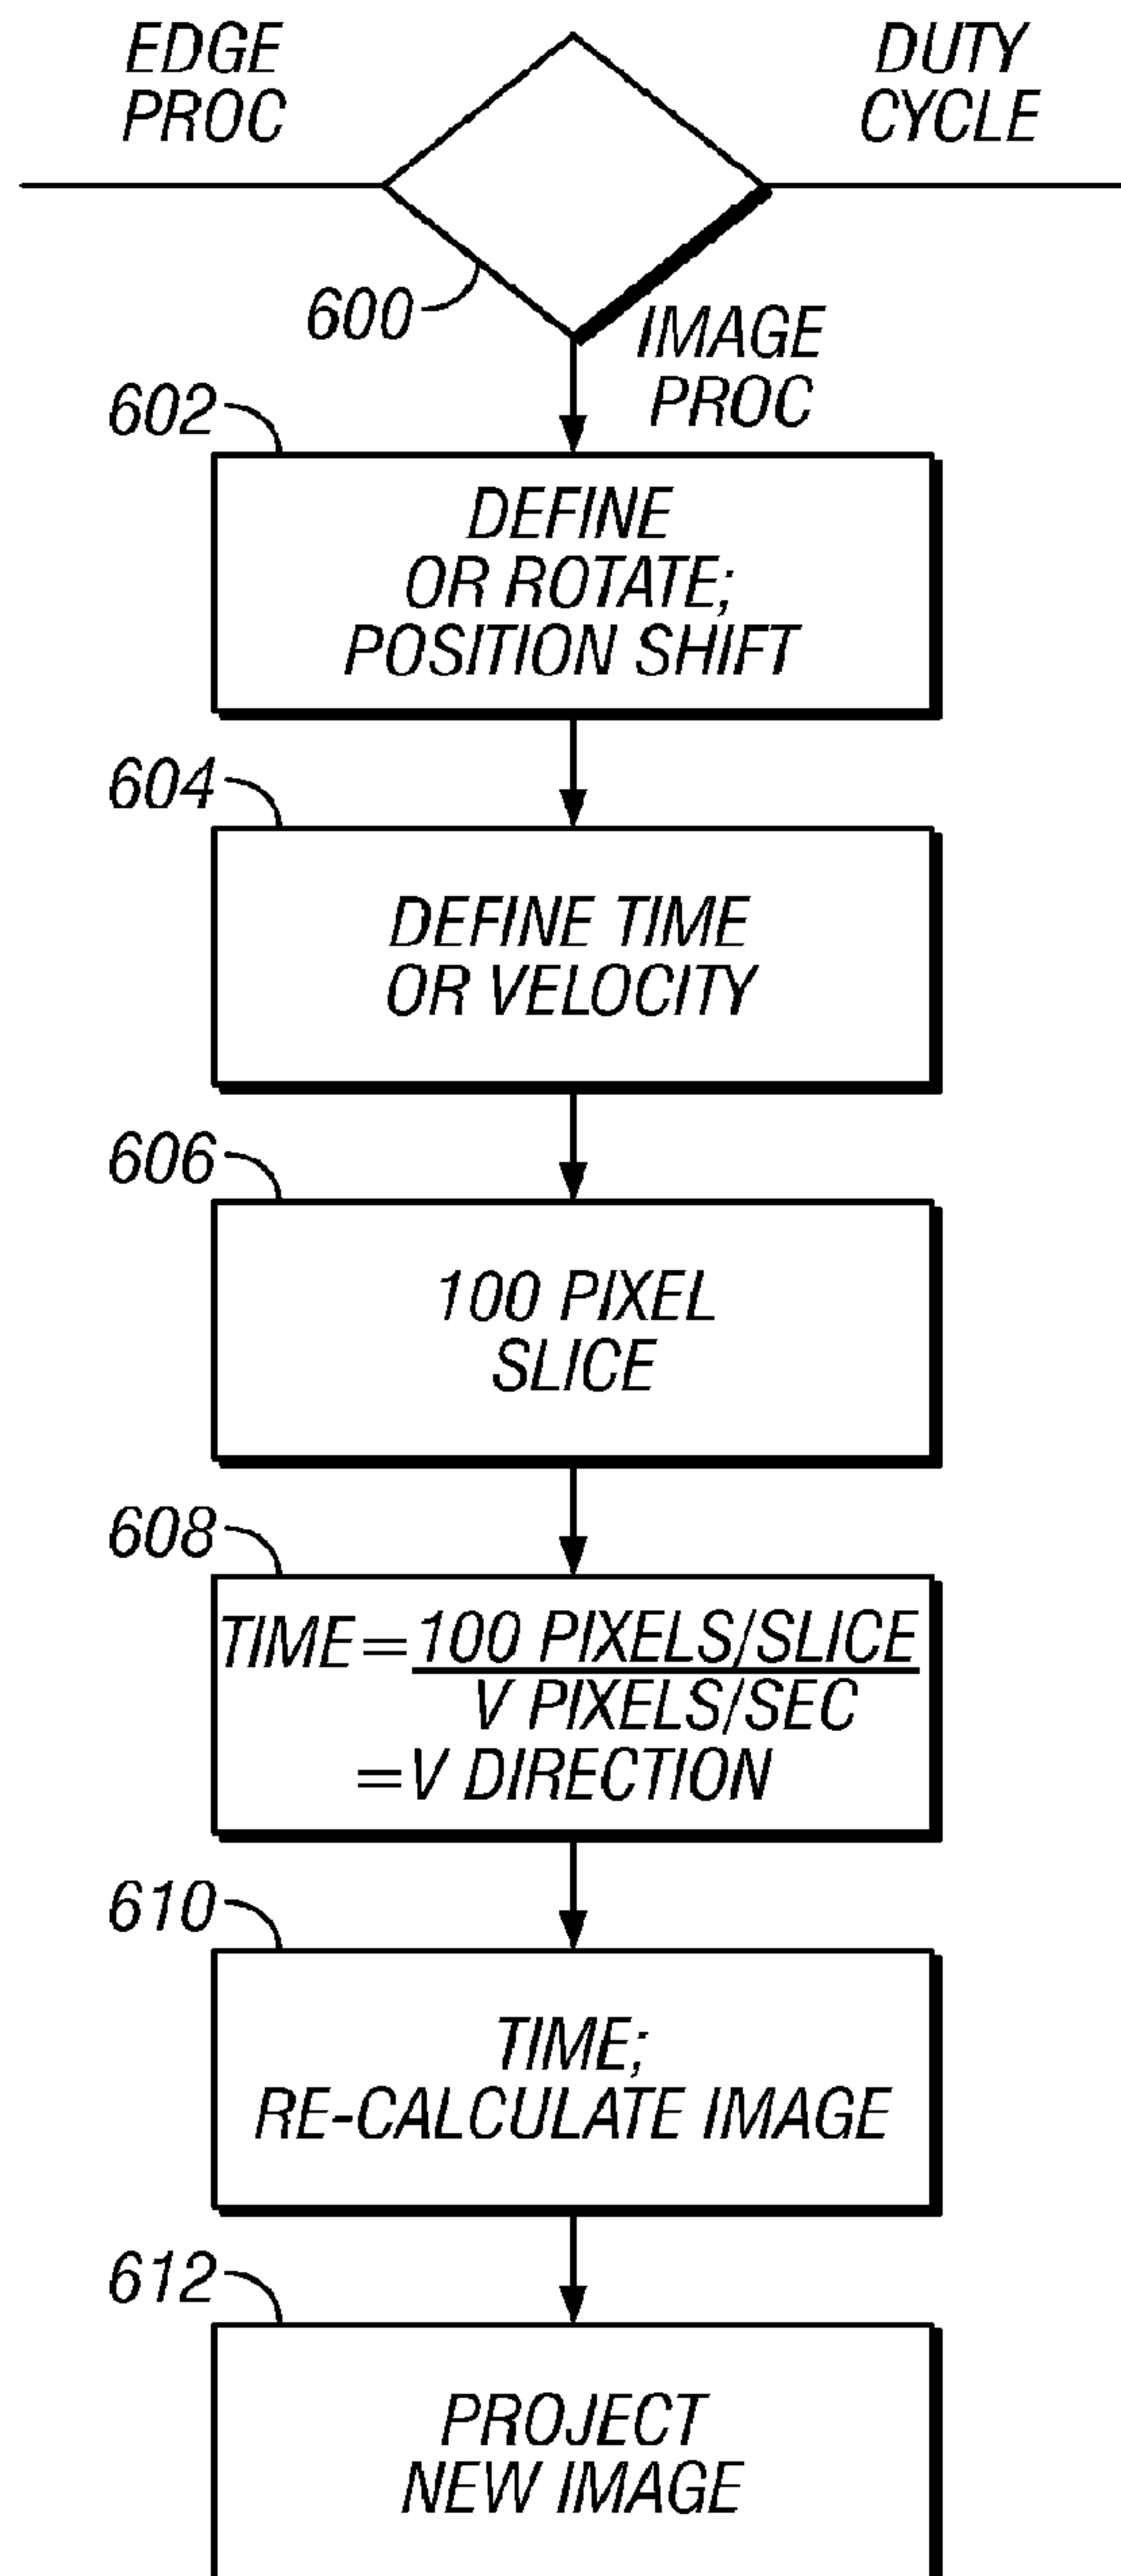 EDGE
PROC
DUTY
CYCLE
600
IMAGE
PROC
602
DEFINE
OR ROTATE;
POSITION SHIFT
604
DEFINE TIME
OR VELOCITY
606
100 PIXEL
SLICE
608
TIME = 100 PIXELS/SLICE
V PIXELS/SEC
= V DIRECTION
610
TIME;
RE-CALCULATE IMAGE
612
PROJECT
NEW IMAGE